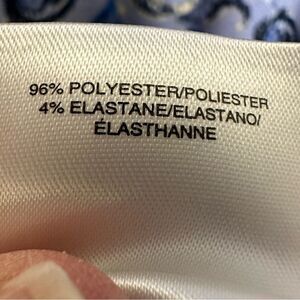 96% POLYESTER/POLIESTER
4% ELASTANE/ELASTANO/
ÉLASTHANNE